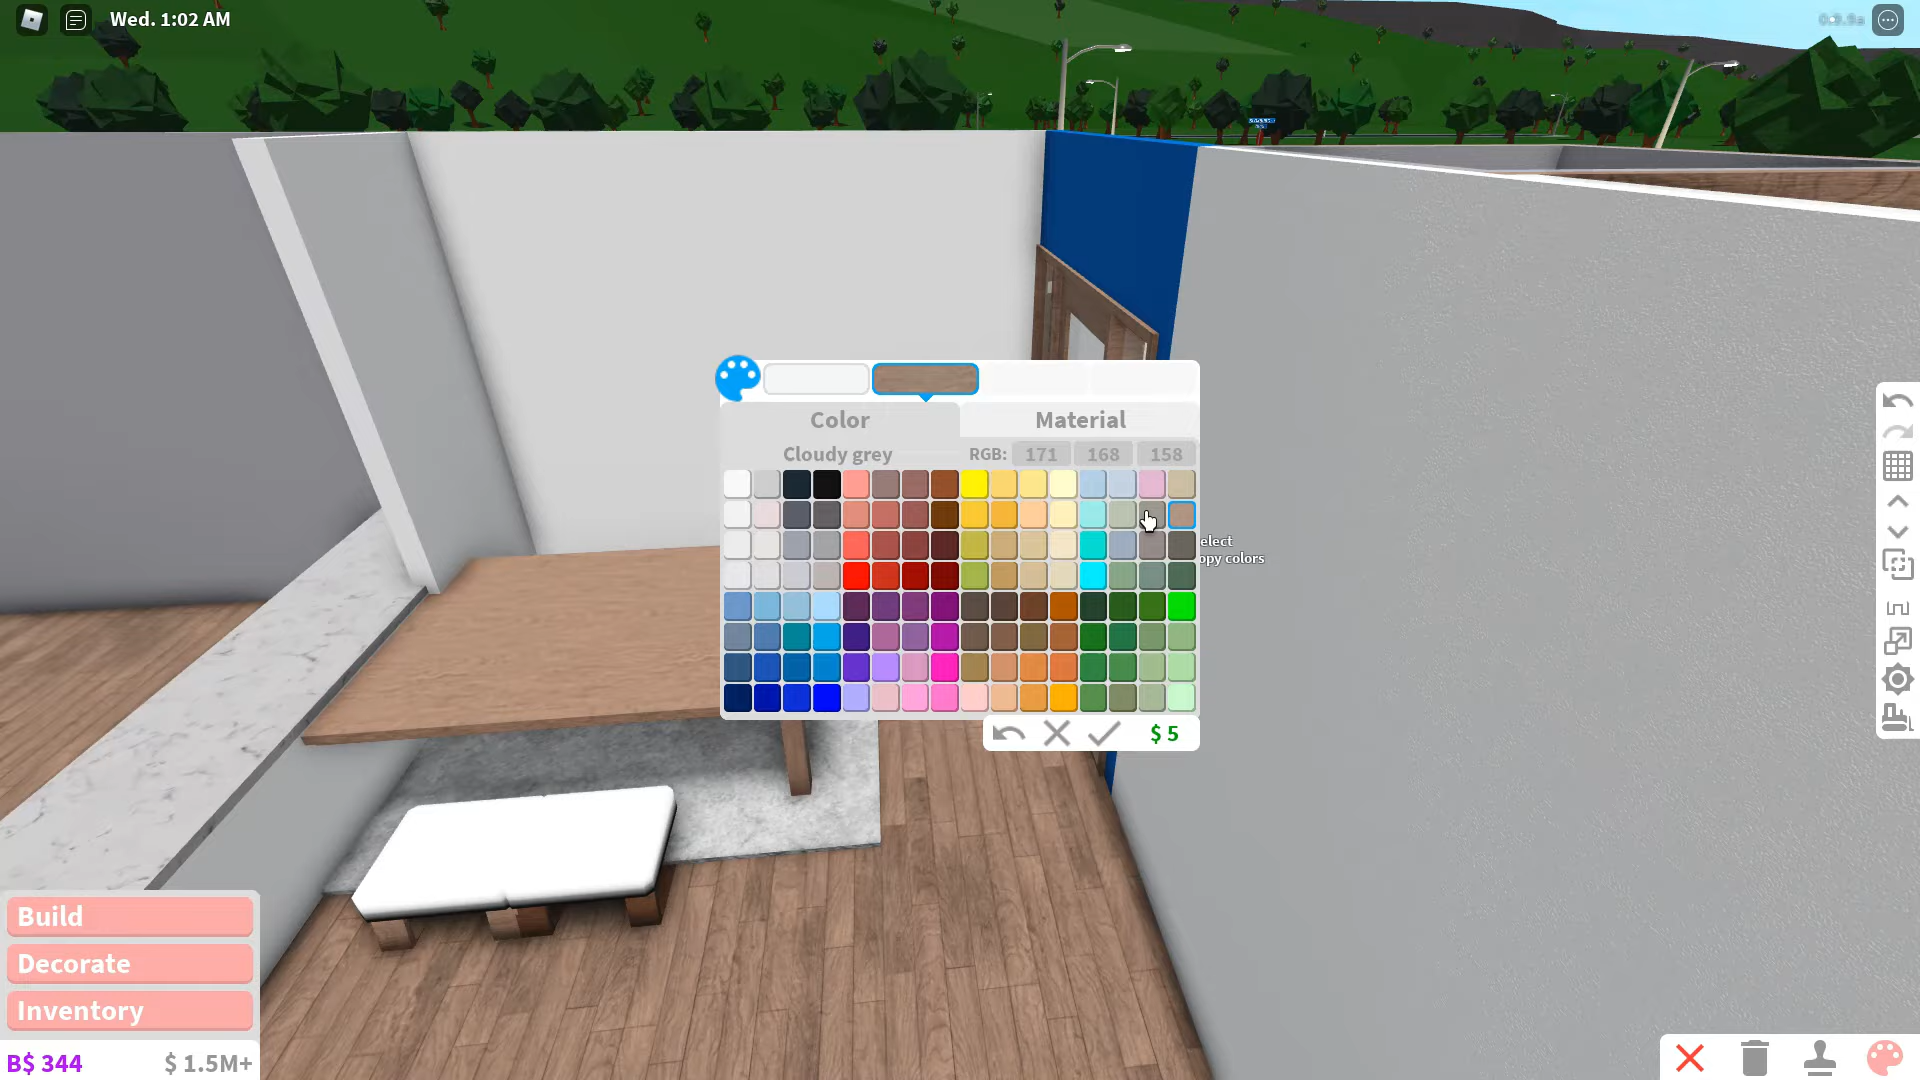 Wed. 1:02 AM
Color
Material
Cloudy grey
RGB: 171 168 158
elect
opy colors
$ 5
Build
Decorate
Inventory
B$ 344
$ 1.5M+